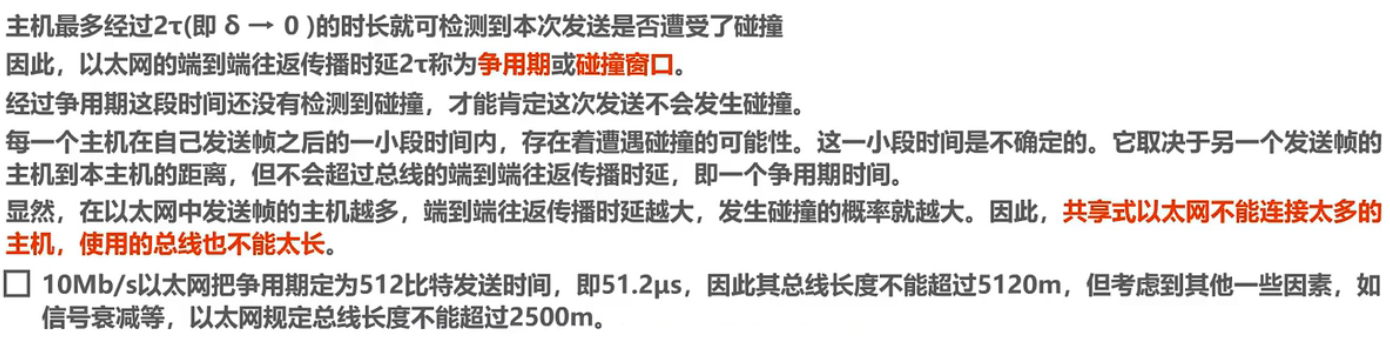 主机最多经过2τ(即 δ → 0 )的时长就可检测到本次发送是否遭受了碰撞
因此，以太网的端到端往返传播时延2τ称为争用期或碰撞窗口。
经过争用期这段时间还没有检测到碰撞，才能肯定这次发送不会发生碰撞。
每一个主机在自己发送帧之后的一小段时间内，存在着遭遇碰撞的可能性。这一小段时间是不确定的。它取决于另一个发送帧的
主机到本主机的距离，但不会超过总线的端到端往返传播时延，即一个争用期时间。
显然，在以太网中发送帧的主机越多，端到端往返传播时延越大，发生碰撞的概率就越大。因此，共享式以太网不能连接太多的
主机，使用的总线也不能太长。
10Mb/s以太网把争用期定为512比特发送时间，即51.2μs，因此其总线长度不能超过5120m，但考虑到其他一些因素，如
信号衰减等，以太网规定总线长度不能超过2500m。